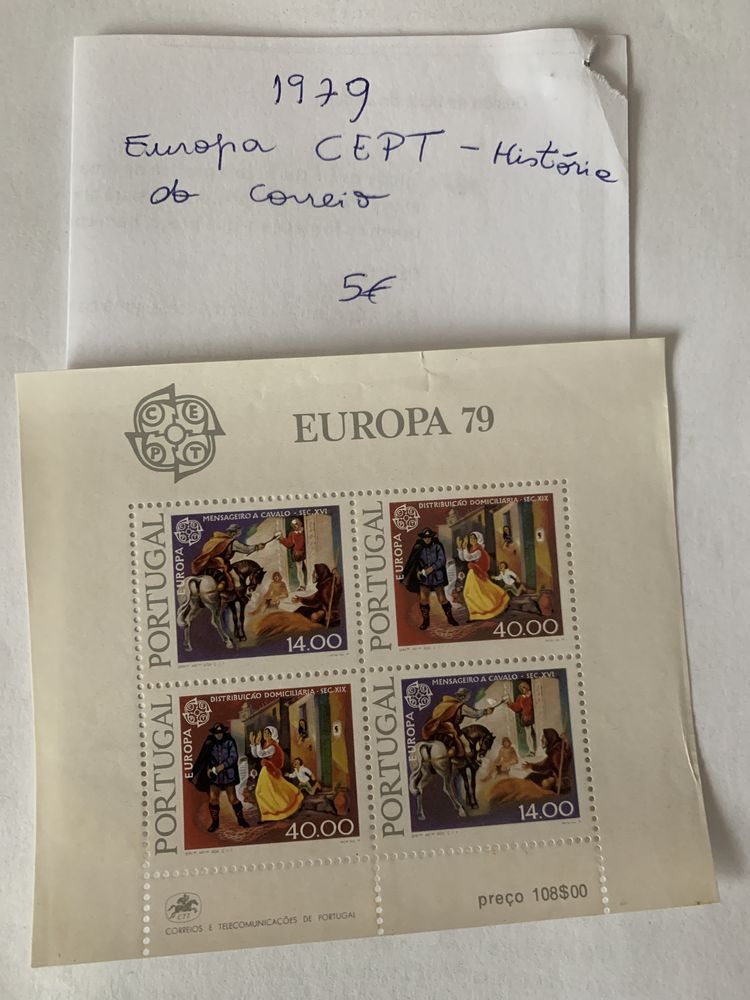 1979
Europa CEPT - História
do Correio
5€
C E
P T
EUROPA 79
PORTUGAL
EUROPA
MENSAGEIRO A CAVALO - SEC. XVI
14.00
PORTUGAL
EUROPA
DISTRIBUIÇÃO DOMICILIÁRIA - SEC. XIX
40.00
PORTUGAL
EUROPA
DISTRIBUIÇÃO DOMICILIÁRIA - SEC. XIX
40.00
PORTUGAL
EUROPA
MENSAGEIRO A CAVALO - SEC. XVI
14.00
CTT
CORREIOS E TELECOMUNICAÇÕES DE PORTUGAL
preço 108$00